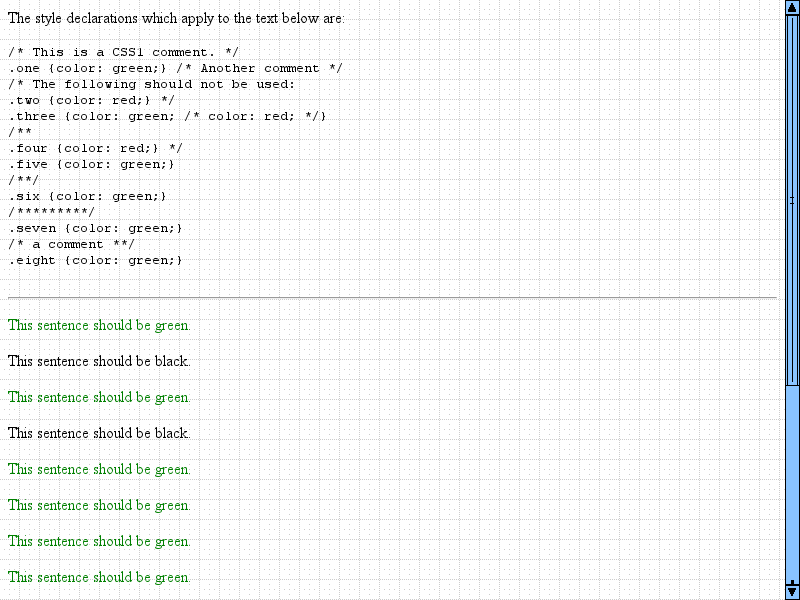 The style declarations which apply to the text below are:
/* This is a CSS1 comment. */
.one {color: green;} /* Another comment */
/* The following should not be used:
.two {color: red;} */
.three {color: green; /* color: red; */}
/**
.four {color: red;} */
.five {color: green;}
/**/
.six {color: green;}
/*********/
.seven {color: green;}
/* a comment **/
.eight {color: green;}
This sentence should be green.
This sentence should be black.
This sentence should be green.
This sentence should be black.
This sentence should be green.
This sentence should be green.
This sentence should be green.
This sentence should be green.